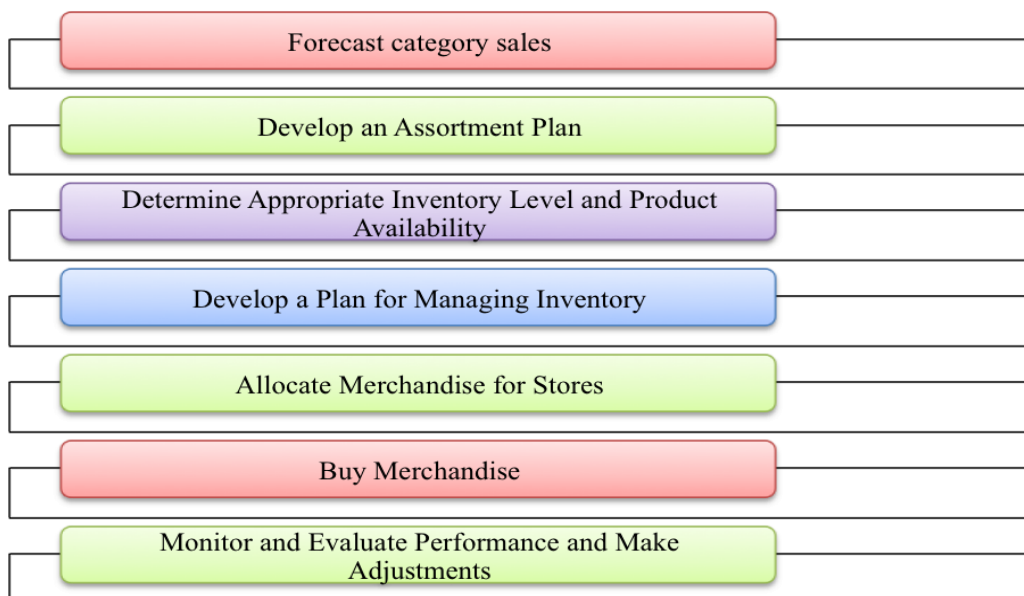 Forecast category sales
Develop an Assortment Plan
Determine Appropriate Inventory Level and Product
Availability
Develop a Plan for Managing Inventory
Allocate Merchandise for Stores
Buy Merchandise
Monitor and Evaluate Performance and Make
Adjustments